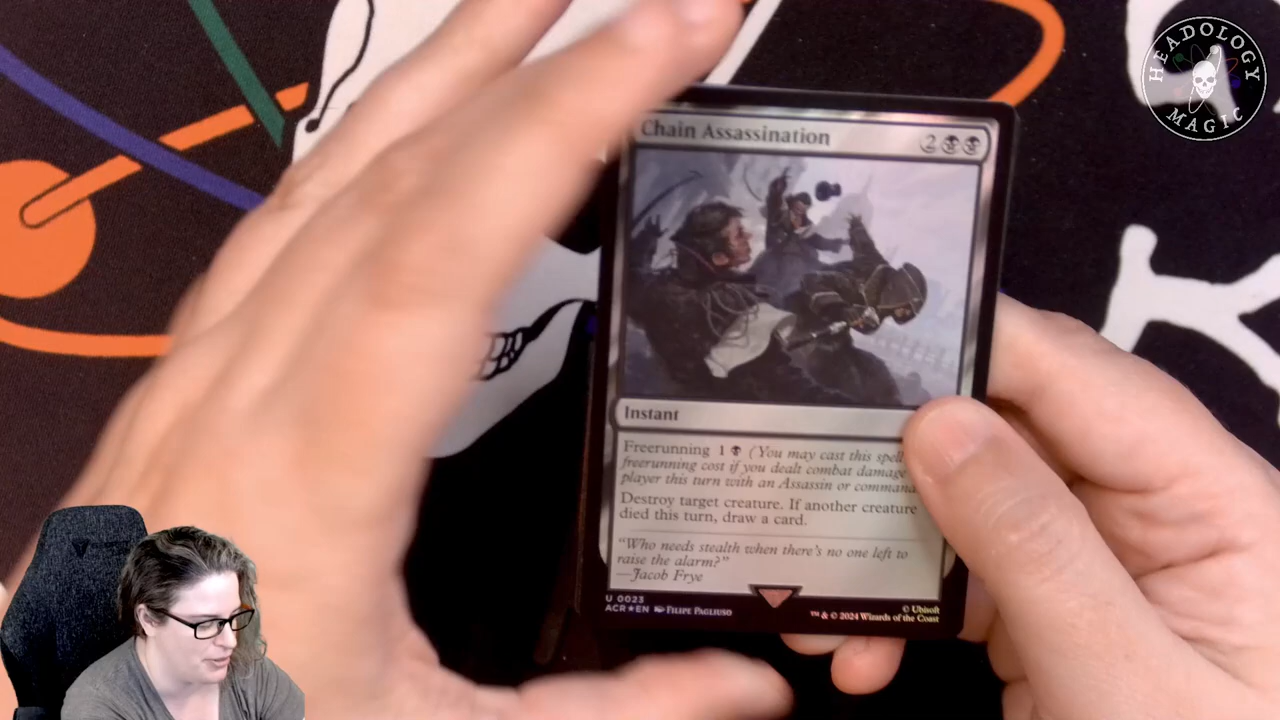 HEADOLOGY
MAGIC
Chain Assassination 2
Instant
Freerunning 1 (You may cast this spell
freerunning cost if you dealt combat damage
player this turn with an Assassin or
Destroy target creature. If another creature
died this turn, draw a card.
“Who needs stealth when there's no one left to
raise the alarm?”
—Jacob Frye
U 0023
ACR★EN Filipe Pagliuso
© Ubisoft
™ & © 2024 Wizards of the Coast